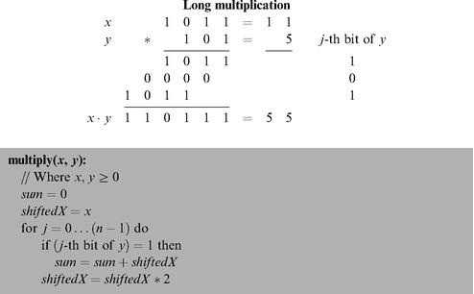 Long multiplication
x 1 0 1 1 = 1 1
y * 1 0 1 = 5 j-th bit of y
1 0 1 1 1
0 0 0 0 0
1 0 1 1 1
x · y 1 1 0 1 1 1 = 5 5
multiply(x, y):
// Where x, y ≥ 0
sum = 0
shiftedX = x
for j = 0…(n − 1) do
if (j-th bit of y) = 1 then
sum = sum + shiftedX
shiftedX = shiftedX * 2